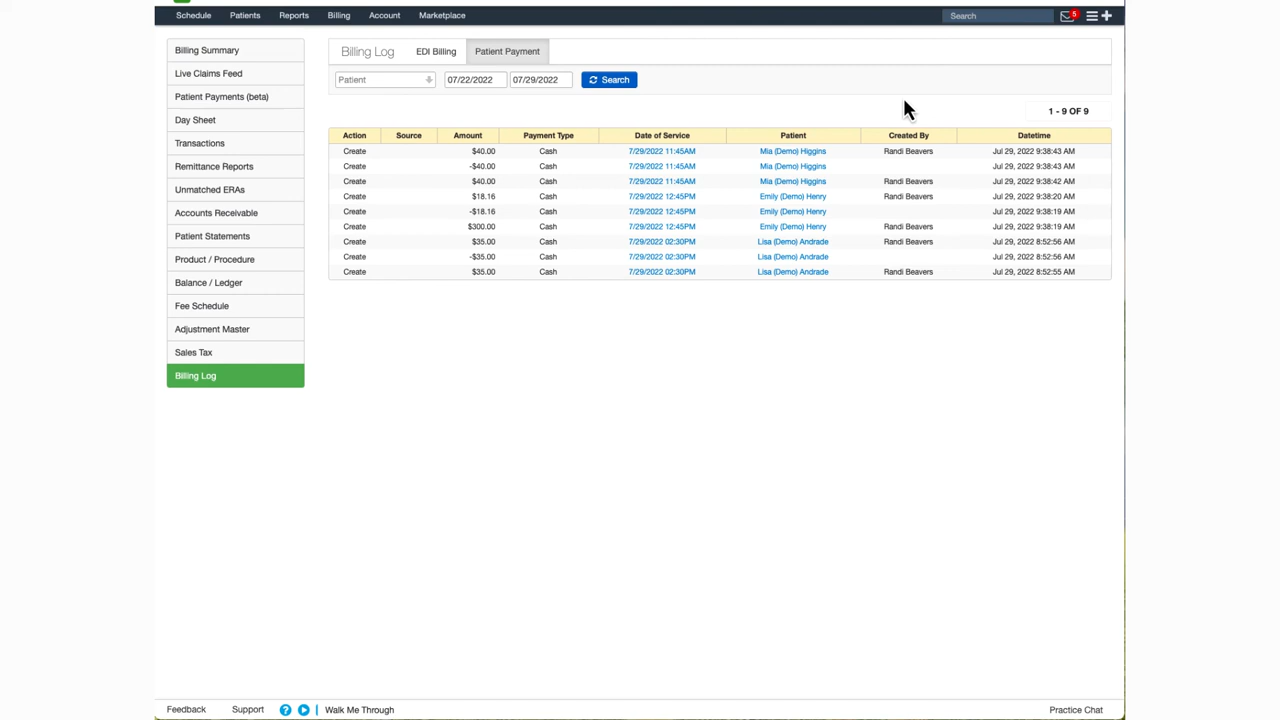 Schedule Patients Reports Billing Account Marketplace Search 5
Billing Summary
Live Claims Feed
Patient Payments (beta)
Day Sheet
Transactions
Remittance Reports
Unmatched ERAs
Accounts Receivable
Patient Statements
Product / Procedure
Balance / Ledger
Fee Schedule
Adjustment Master
Sales Tax
Billing Log
Billing Log EDI Billing Patient Payment
Patient 07/22/2022 07/29/2022 Search
1 - 9 OF 9
Action Source Amount Payment Type Date of Service Patient Created By Datetime
Create $40.00 Cash 7/29/2022 11:45AM Mia (Demo) Higgins Randi Beavers Jul 29, 2022 9:38:43 AM
Create -$40.00 Cash 7/29/2022 11:45AM Mia (Demo) Higgins Jul 29, 2022 9:38:43 AM
Create $40.00 Cash 7/29/2022 11:45AM Mia (Demo) Higgins Randi Beavers Jul 29, 2022 9:38:42 AM
Create $18.16 Cash 7/29/2022 12:45PM Emily (Demo) Henry Randi Beavers Jul 29, 2022 9:38:20 AM
Create -$18.16 Cash 7/29/2022 12:45PM Emily (Demo) Henry Jul 29, 2022 9:38:19 AM
Create $300.00 Cash 7/29/2022 12:45PM Emily (Demo) Henry Randi Beavers Jul 29, 2022 9:38:19 AM
Create $35.00 Cash 7/29/2022 02:30PM Lisa (Demo) Andrade Randi Beavers Jul 29, 2022 8:52:56 AM
Create -$35.00 Cash 7/29/2022 02:30PM Lisa (Demo) Andrade Jul 29, 2022 8:52:56 AM
Create $35.00 Cash 7/29/2022 02:30PM Lisa (Demo) Andrade Randi Beavers Jul 29, 2022 8:52:55 AM
Feedback Support ? | Walk Me Through Practice Chat